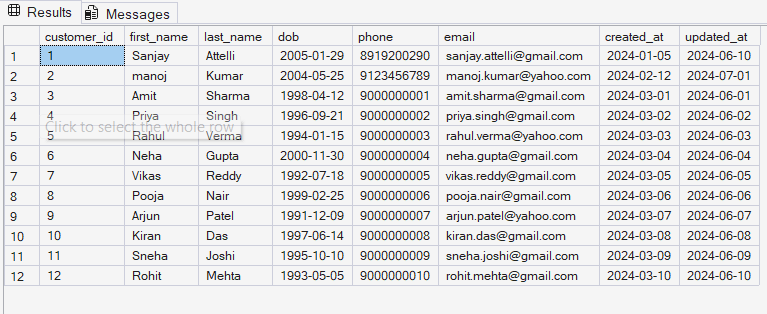 Results Messages
customer_id first_name last_name dob phone email created_at updated_at
1 1 Sanjay Attelli 2005-01-29 8919200290 sanjay.attelli@gmail.com 2024-01-05 2024-06-10
2 2 manoj Kumar 2004-05-25 9123456789 manoj.kumar@yahoo.com 2024-02-12 2024-07-01
3 3 Amit Sharma 1998-04-12 9000000001 amit.sharma@gmail.com 2024-03-01 2024-06-01
4 4 Priya Singh 1996-09-21 9000000002 priya.singh@gmail.com 2024-03-02 2024-06-02
Click to select the whole row
5 5 Rahul Verma 1994-01-15 9000000003 rahul.verma@yahoo.com 2024-03-03 2024-06-03
6 6 Neha Gupta 2000-11-30 9000000004 neha.gupta@gmail.com 2024-03-04 2024-06-04
7 7 Vikas Reddy 1992-07-18 9000000005 vikas.reddy@gmail.com 2024-03-05 2024-06-05
8 8 Pooja Nair 1999-02-25 9000000006 pooja.nair@gmail.com 2024-03-06 2024-06-06
9 9 Arjun Patel 1991-12-09 9000000007 arjun.patel@yahoo.com 2024-03-07 2024-06-07
10 10 Kiran Das 1997-06-14 9000000008 kiran.das@gmail.com 2024-03-08 2024-06-08
11 11 Sneha Joshi 1995-10-10 9000000009 sneha.joshi@gmail.com 2024-03-09 2024-06-09
12 12 Rohit Mehta 1993-05-05 9000000010 rohit.mehta@gmail.com 2024-03-10 2024-06-10